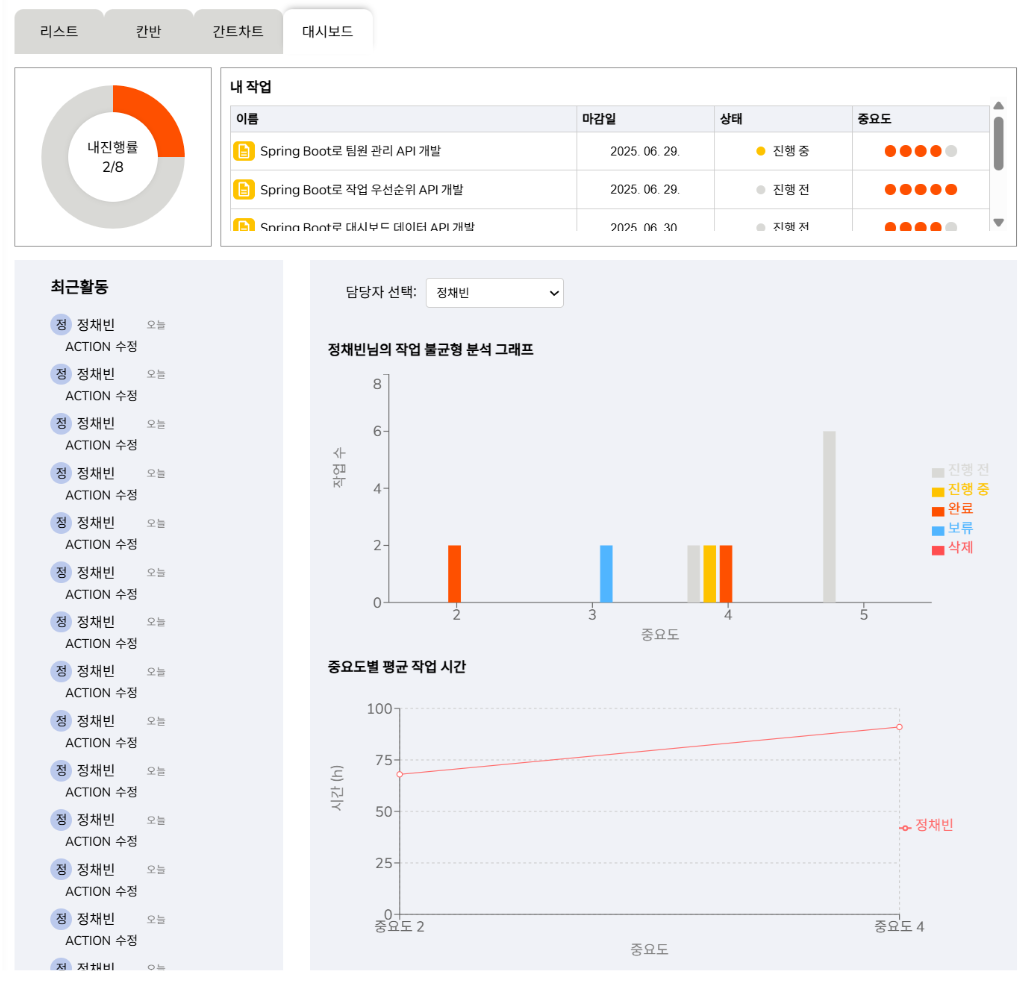 리스트 칸반 간트차트 대시보드
내진행률
2/8
내 작업
이름 마감일 상태 중요도
Spring Boot로 팀원 관리 API 개발 2025. 06. 29. 진행 중
Spring Boot로 작업 우선순위 API 개발 2025. 06. 29. 진행 전
Spring Boot로 대시보드 데이터 API 개발 2025. 06. 30. 진행 전
최근활동
정 정채빈 오늘
ACTION 수정
정 정채빈 오늘
ACTION 수정
정 정채빈 오늘
ACTION 수정
정 정채빈 오늘
ACTION 수정
정 정채빈 오늘
ACTION 수정
정 정채빈 오늘
ACTION 수정
정 정채빈 오늘
ACTION 수정
정 정채빈 오늘
ACTION 수정
정 정채빈 오늘
ACTION 수정
정 정채빈 오늘
ACTION 수정
정 정채빈 오늘
ACTION 수정
정 정채빈 오늘
ACTION 수정
정 정채빈 오늘
ACTION 수정
정 정채빈 오늘
담당자 선택: 정채빈
정채빈님의 작업 불균형 분석 그래프
8
6
4
2
0
작업 수
2 3 4 5
중요도
진행 전
진행 중
완료
보류
삭제
중요도별 평균 작업 시간
100
75
50
25
0
시간 (h)
정채빈
중요도 2 중요도 4
중요도